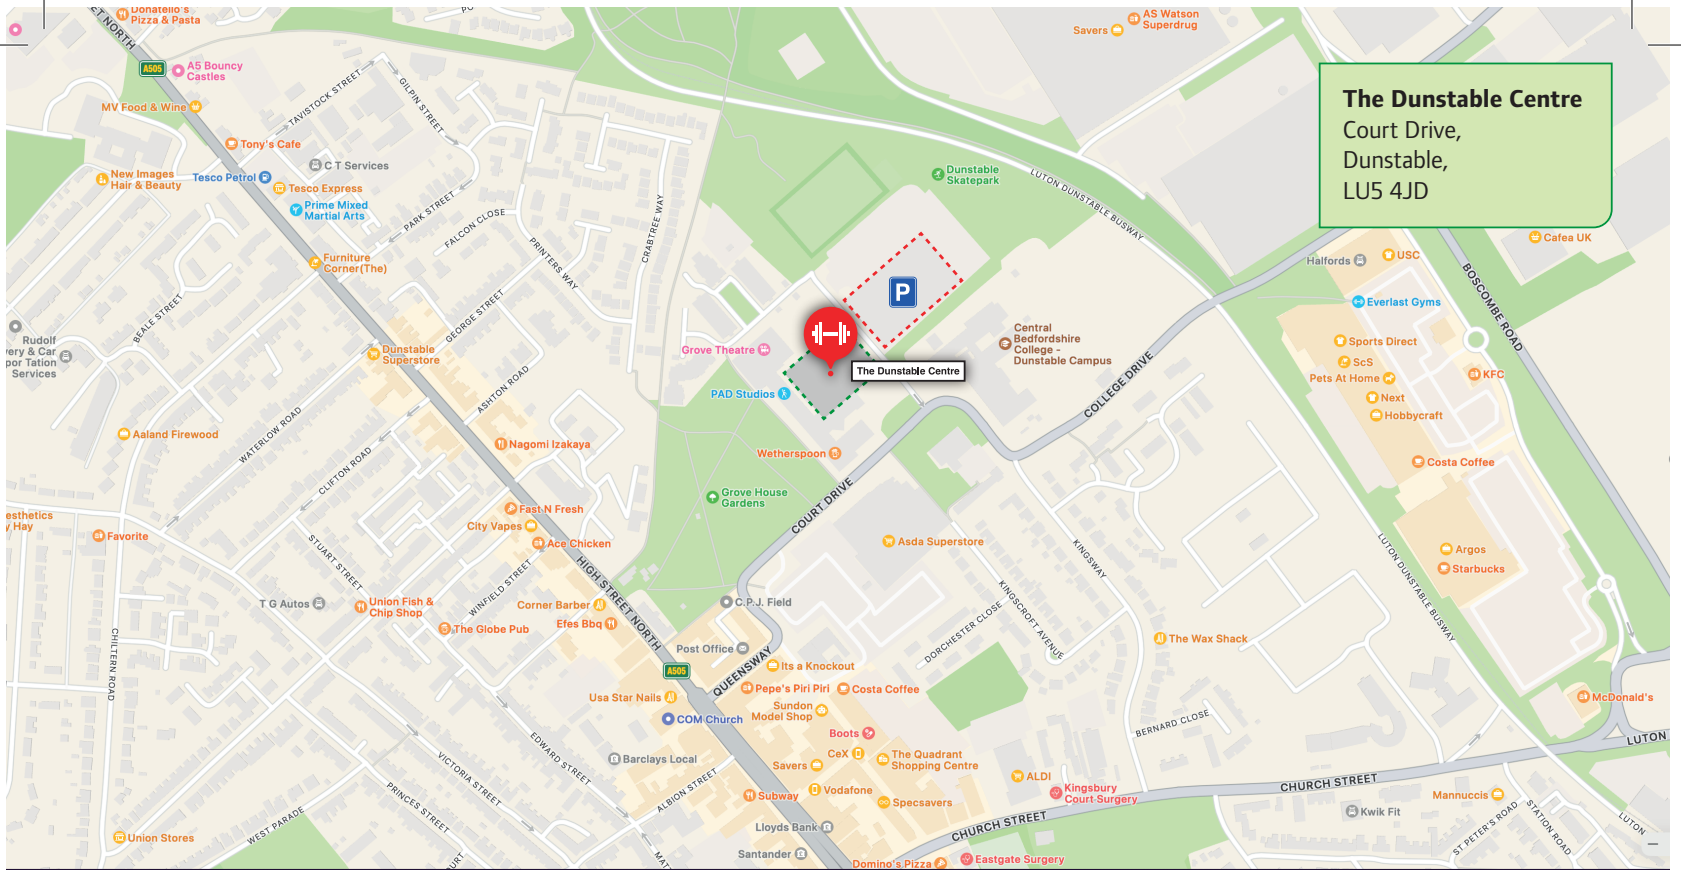 Donatello's
Pizza & Pasta
AS Watson
Superdrug
Savers
A505
A5 Bouncy
Castles
The Dunstable Centre
Court Drive,
Dunstable,
LU5 4JD
MV Food & Wine
TAVISTOCK STREET
GILPIN STREET
Tony's Cafe
C T Services
New Images
Hair & Beauty
Tesco Petrol
Tesco Express
Prime Mixed
Martial Arts
PARK STREET
FALCON CLOSE
PRINTERS WAY
CRABTREE WAY
Dunstable
Skatepark
LUTON DUNSTABLE BUSWAY
Cafea UK
Furniture
Corner(The)
Halfords
USC
BOSCOMBE ROAD
Everlast Gyms
P
BEALE STREET
GEORGE STREET
Rudolf
very & Car
por Tation
Services
Dunstable
Superstore
Grove Theatre
The Dunstable Centre
Central
Bedfordshire
College -
Dunstable Campus
COLLEGE DRIVE
Sports Direct
ScS
Pets At Home
KFC
Next
Hobbycraft
PAD Studios
ASHTON ROAD
WATERLOW ROAD
Aaland Firewood
CLIFTON ROAD
Nagomi Izakaya
Wetherspoon
Costa Coffee
Grove House
Gardens
COURT DRIVE
esthetics
y Hay
Favorite
Fast N Fresh
City Vapes
Ace Chicken
Asda Superstore
STUART STREET
WINFIELD STREET
HIGH STREET NORTH
KINGSWAY
KINGSCROFT AVENUE
DORCHESTER CLOSE
LUTON DUNSTABLE BUSWAY
Argos
Starbucks
T G Autos
Union Fish &
Chip Shop
The Globe Pub
Corner Barber
Efes Bbq
C.P.J. Field
CHILTERN ROAD
Post Office
QUEENSWAY
A505
The Wax Shack
Its a Knockout
Pepe's Piri Piri
Costa Coffee
Usa Star Nails
Sundon
Model Shop
COM Church
Boots
McDonald's
BERNARD CLOSE
LUTON
EDWARD STREET
VICTORIA STREET
PRINCES STREET
Barclays Local
ALBION STREET
CeX
Savers
The Quadrant
Shopping Centre
ALDI
Kingsbury
Court Surgery
CHURCH STREET
Subway
Vodafone
Specsavers
Mannuccis
Kwik Fit
WEST PARADE
Union Stores
Lloyds Bank
CHURCH STREET
ST PETER'S ROAD
STATION ROAD
LUTON
Santander
Domino's Pizza
Eastgate Surgery